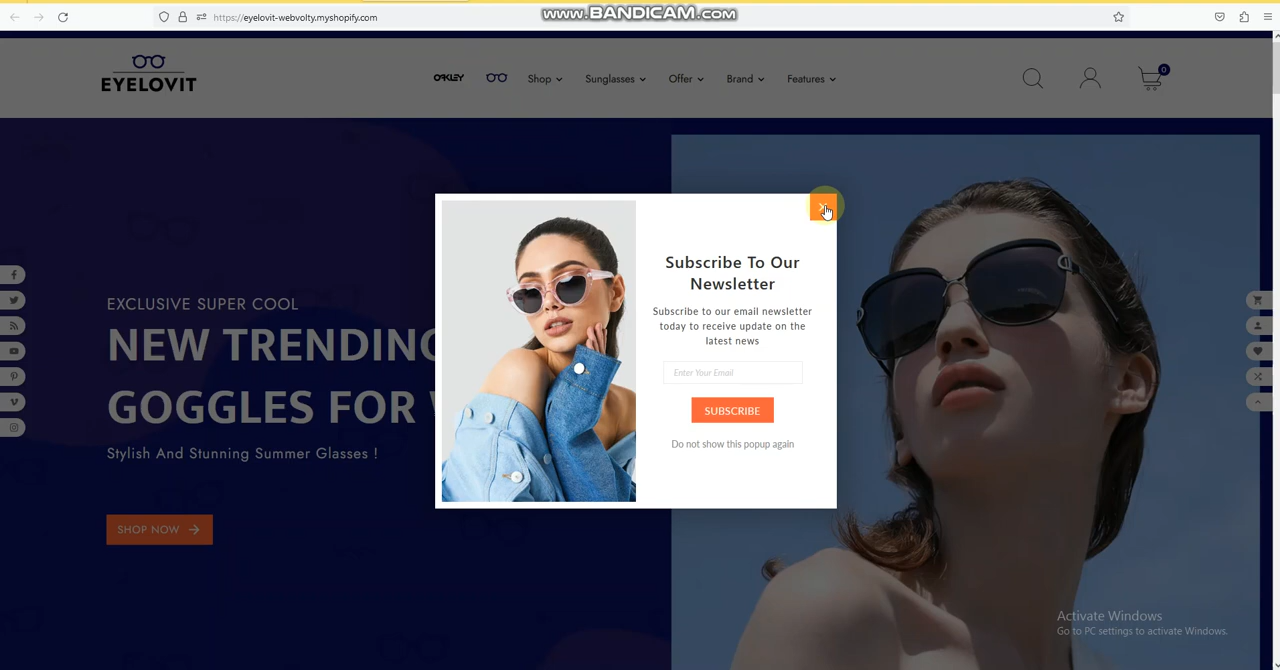 https://eyelovit-webvolty.myshopify.com
WWW.BANDICAM.COM
EYELOVIT
OAKLEY
Shop
Sunglasses
Offer
Brand
Features
0
EXCLUSIVE SUPER COOL
NEW TRENDING
GOGGLES FOR
Stylish And Stunning Summer Glasses !
SHOP NOW
Subscribe To Our
Newsletter
Subscribe to our email newsletter
today to receive update on the
latest news
Enter Your Email
SUBSCRIBE
Do not show this popup again
Activate Windows
Go to PC settings to activate Windows.